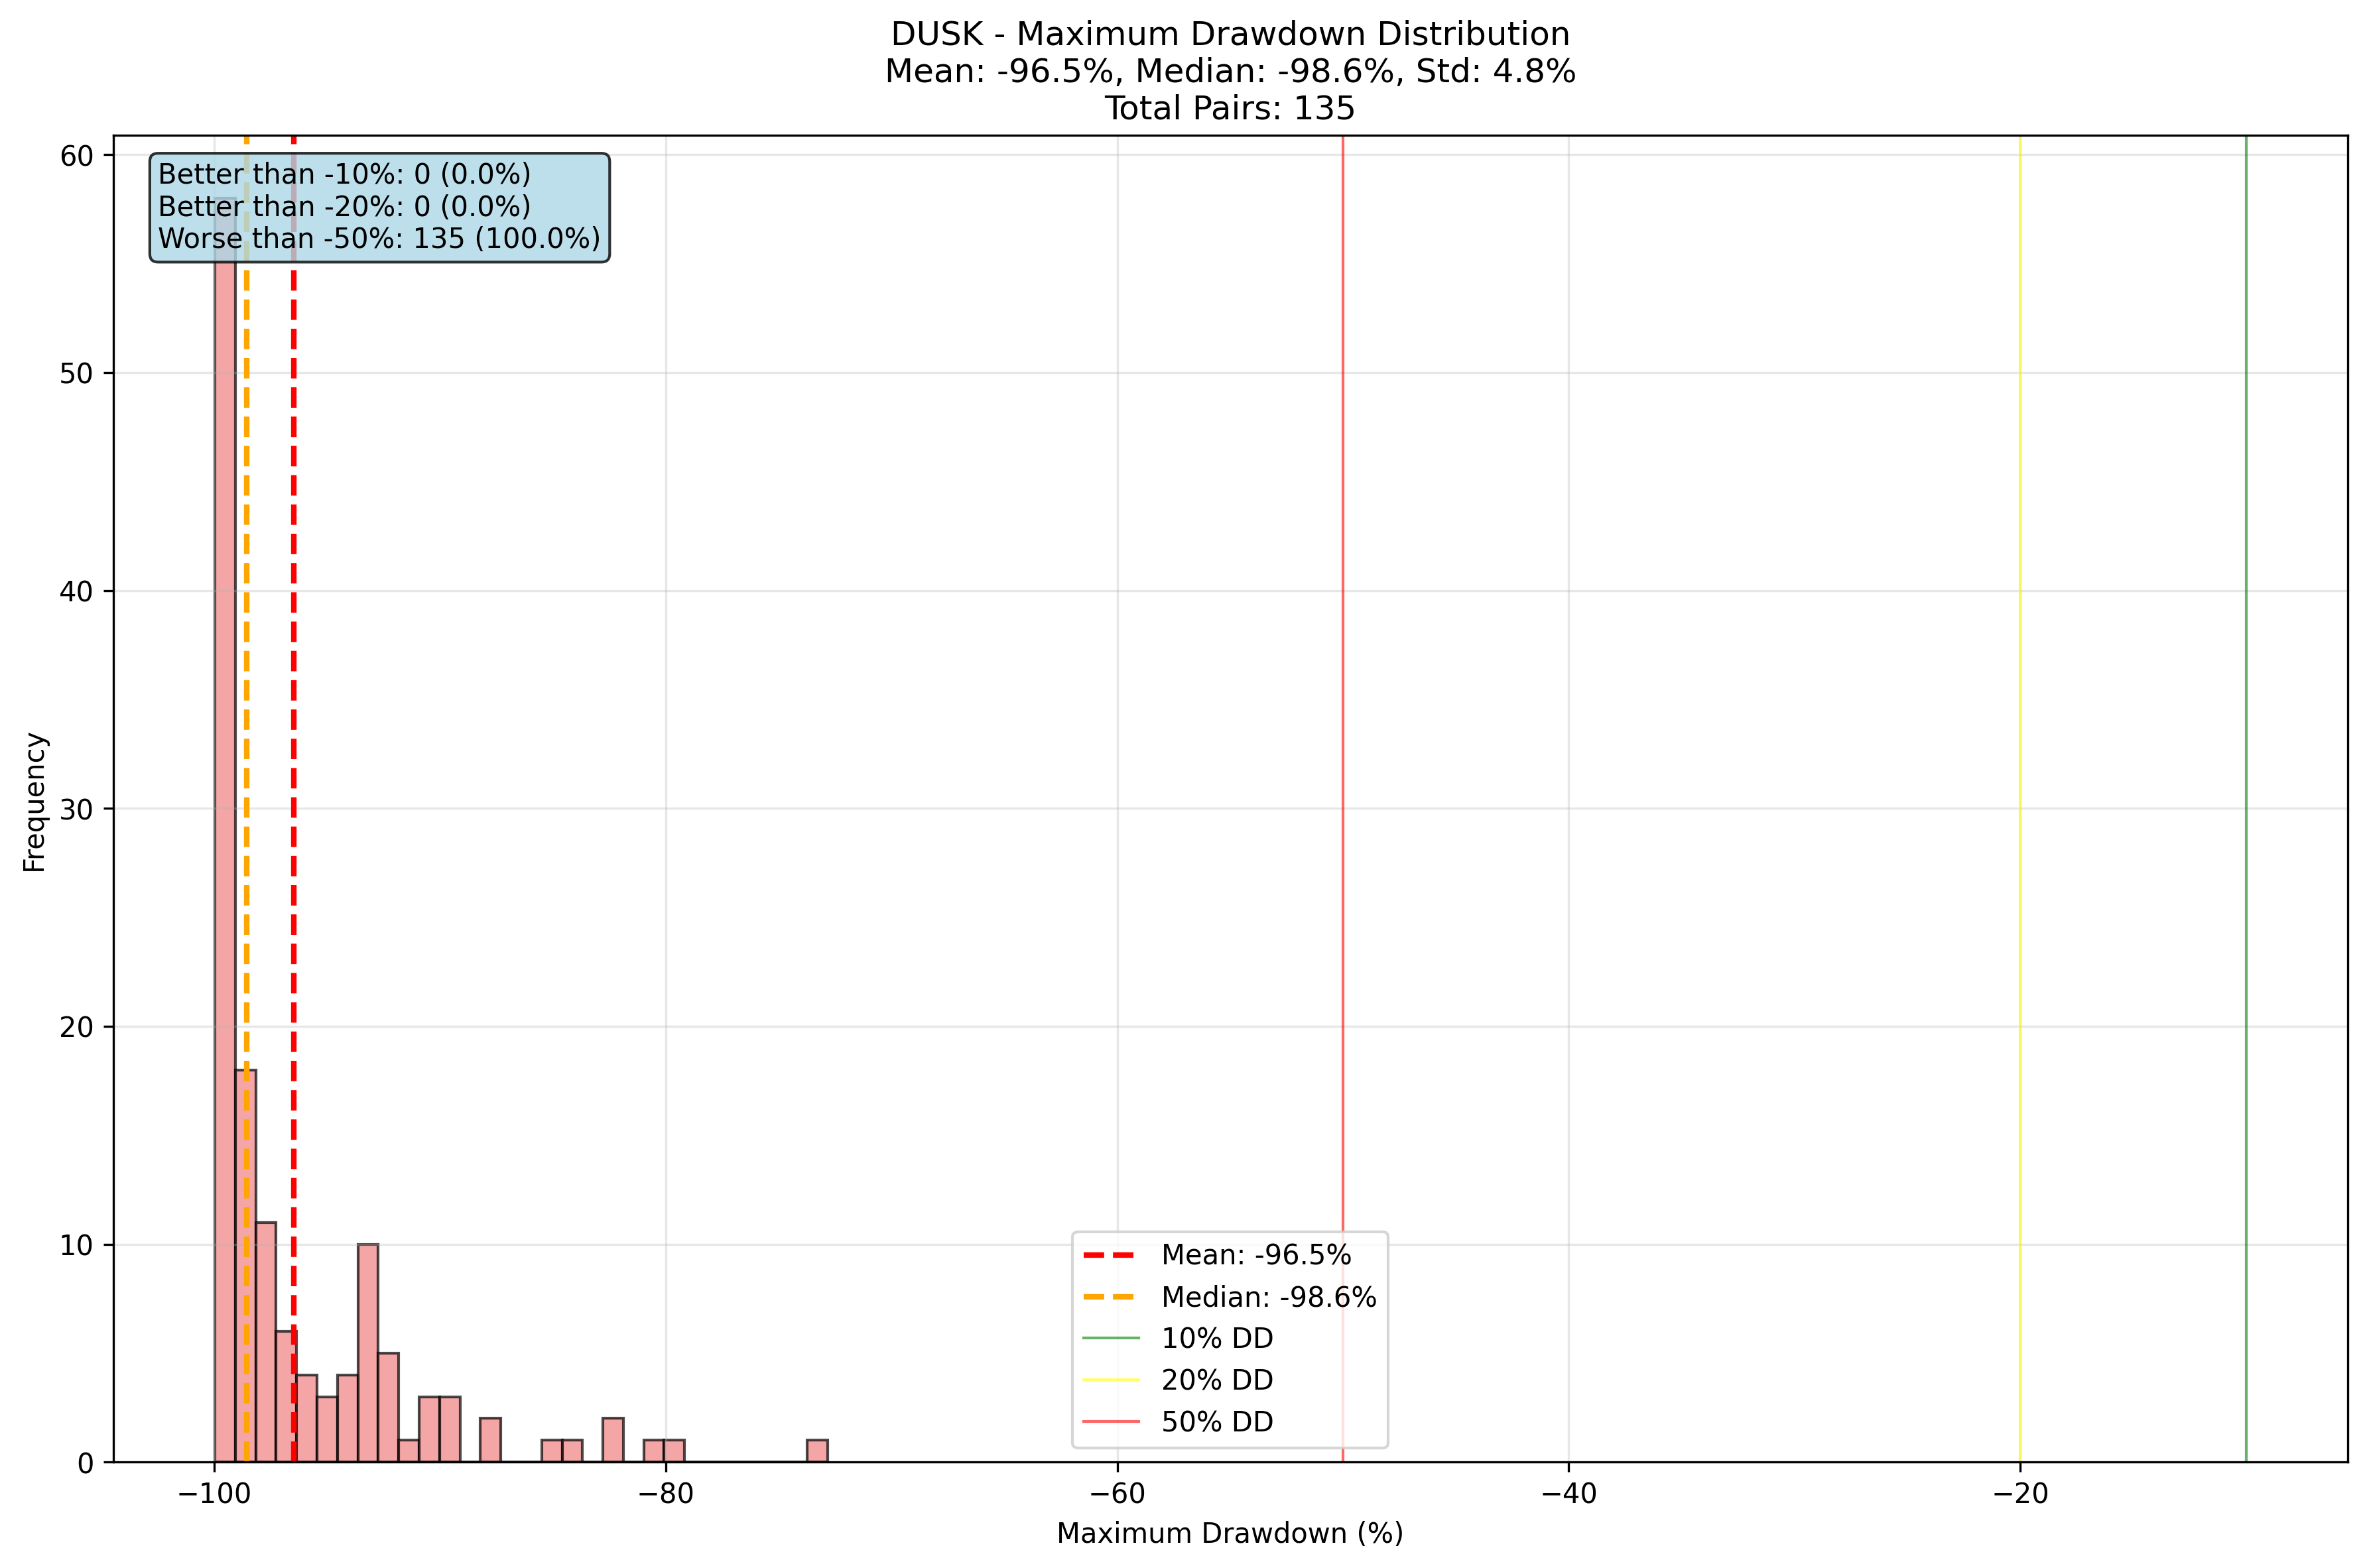 DUSK - Maximum Drawdown Distribution
Mean: -96.5%, Median: -98.6%, Std: 4.8%
Total Pairs: 135
Better than -10%: 0 (0.0%)
Better than -20%: 0 (0.0%)
Worse than -50%: 135 (100.0%)
60
50
40
30
20
10
0
Frequency
Mean: -96.5%
Median: -98.6%
10% DD
20% DD
50% DD
−100
−80
−60
−40
−20
Maximum Drawdown (%)